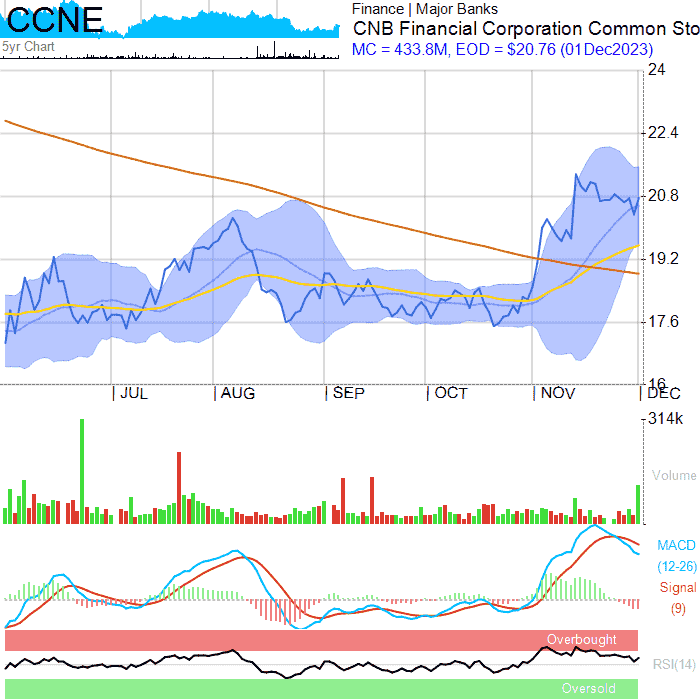 CCNE
5yr Chart
Finance | Major Banks
CNB Financial Corporation Common Sto
MC = 433.8M, EOD = $20.76 (01Dec2023)
24
22.4
20.8
19.2
17.6
16
JUL AUG SEP OCT NOV DEC
314k
Volume
MACD
(12-26)
Signal
(9)
Overbought
RSI(14)
Oversold